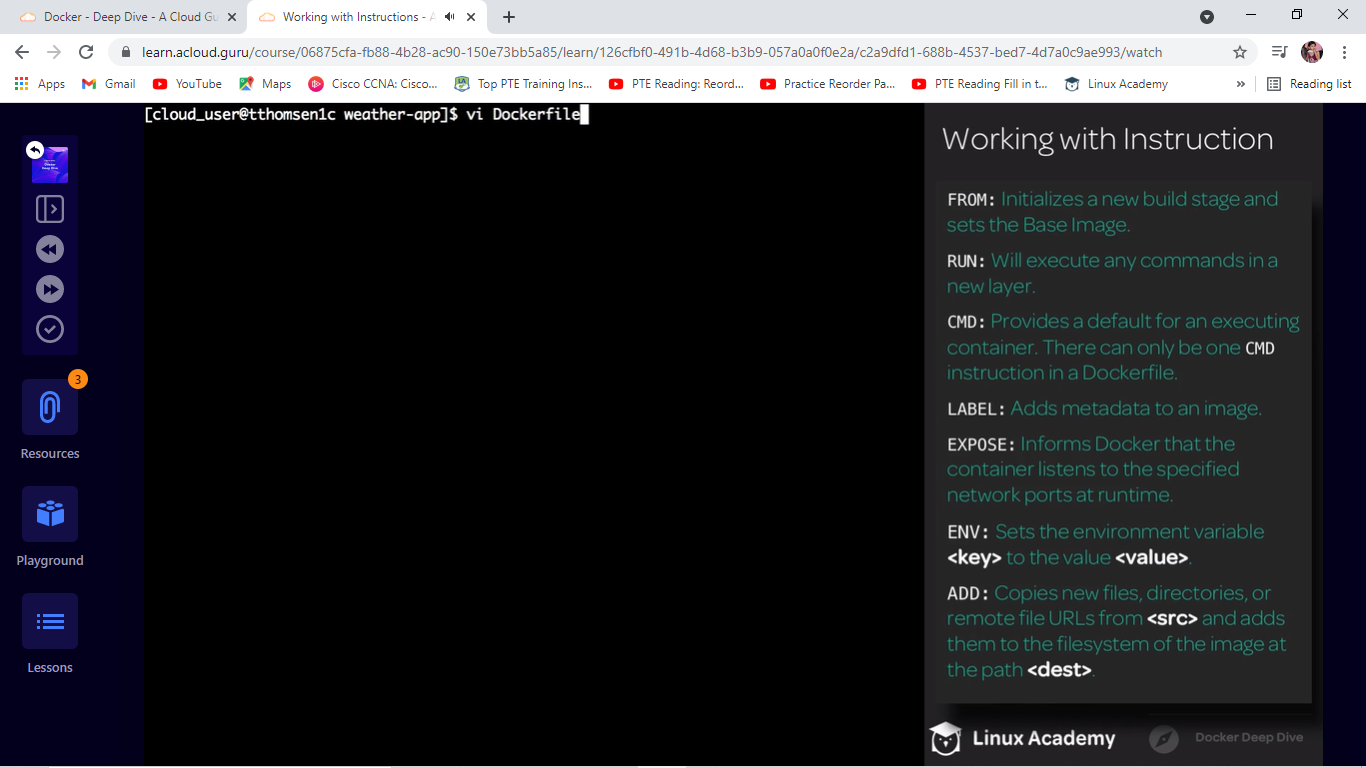 Docker - Deep Dive - A Cloud Gu
Working with Instructions - A
learn.acloud.guru/course/06875cfa-fb88-4b28-ac90-150e73bb5a85/learn/126cfbf0-491b-4d68-b3b9-057a0a0f0e2a/c2a9dfd1-688b-4537-bed7-4d7a0c9ae993/watch
Apps Gmail YouTube Maps Cisco CCNA: Cisco... Top PTE Training Ins... PTE Reading: Reord... Practice Reorder Pa... PTE Reading Fill in t... Linux Academy » Reading list
[cloud_user@tthomsen1c weather-app]$ vi Dockerfile
3
Resources
Playground
Lessons
Working with Instruction
FROM: Initializes a new build stage and
sets the Base Image.
RUN: Will execute any commands in a
new layer.
CMD: Provides a default for an executing
container. There can only be one CMD
instruction in a Dockerfile.
LABEL: Adds metadata to an image.
EXPOSE: Informs Docker that the
container listens to the specified
network ports at runtime.
ENV: Sets the environment variable
<key> to the value <value>.
ADD: Copies new files, directories, or
remote file URLs from <src> and adds
them to the filesystem of the image at
the path <dest>.
Linux Academy
Docker Deep Dive